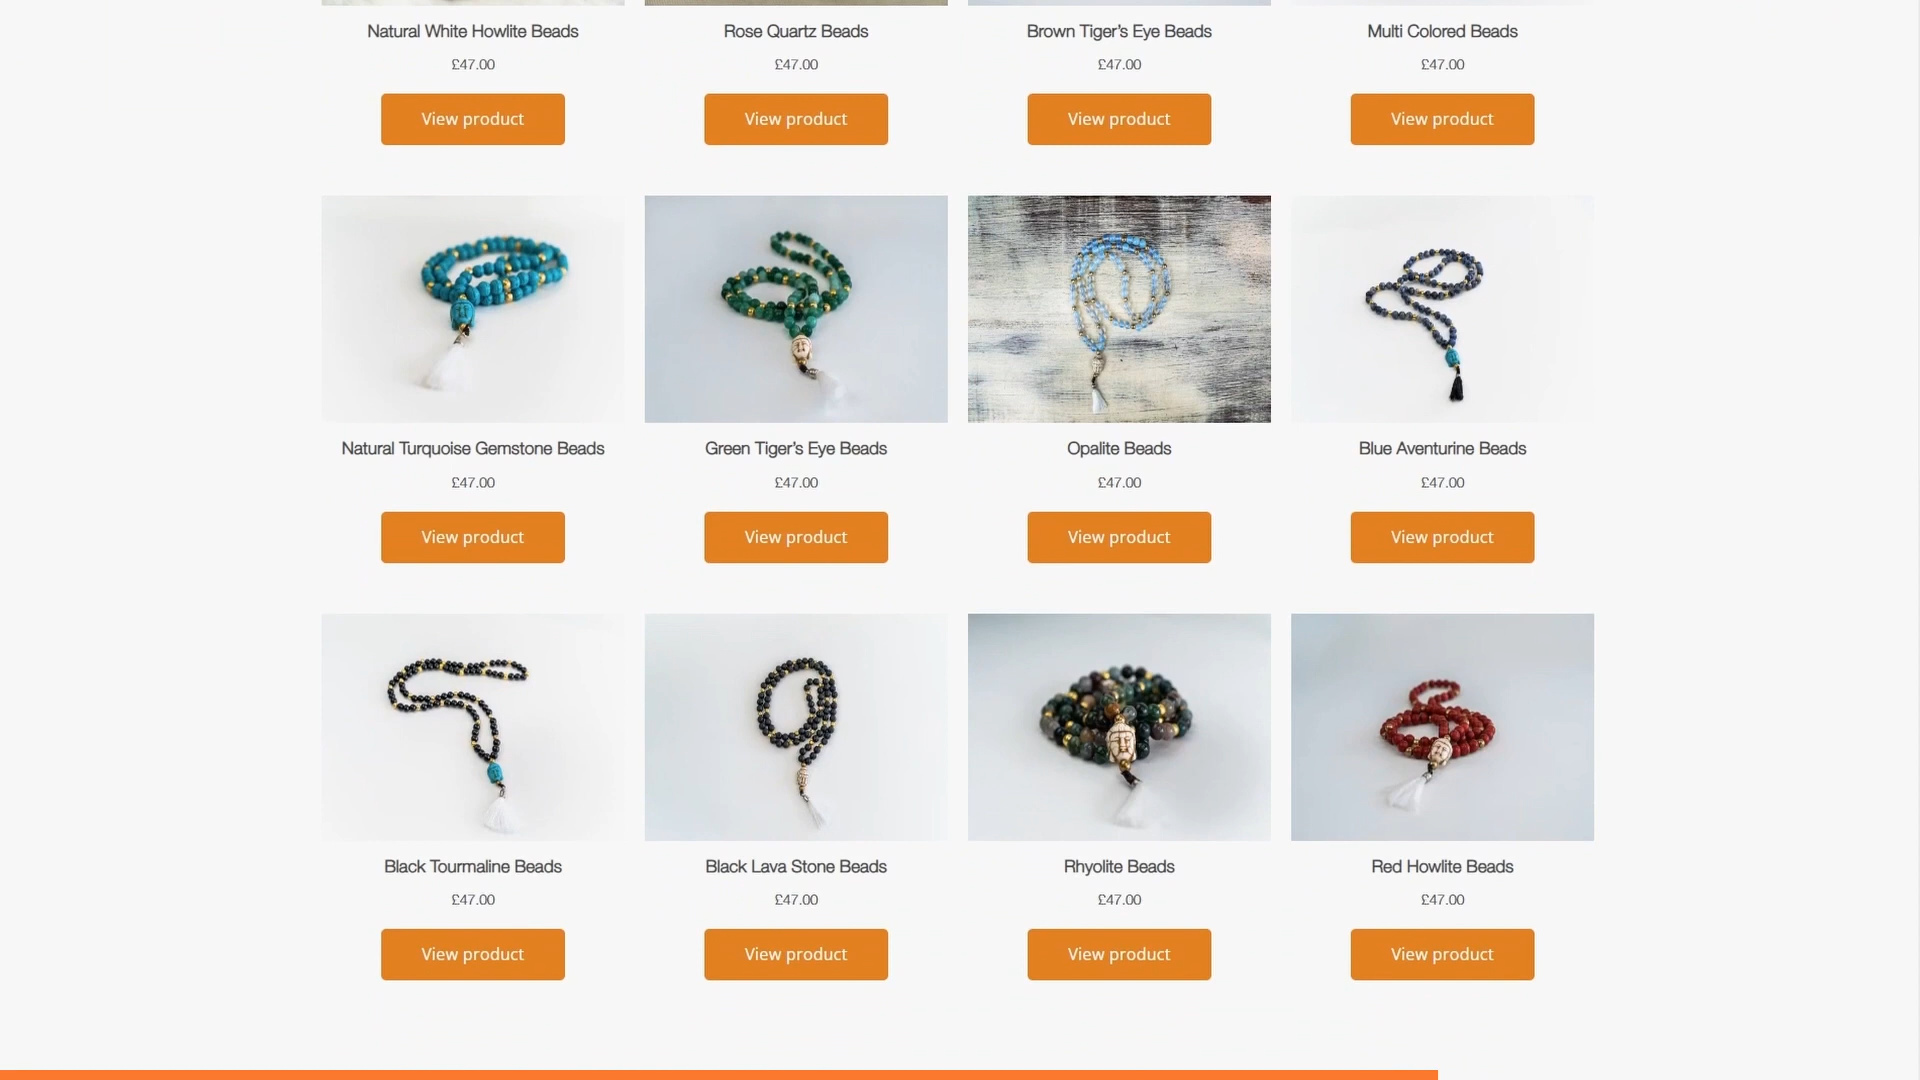 Natural White Howlite Beads
Rose Quartz Beads
Brown Tiger’s Eye Beads
Multi Colored Beads
£47.00
£47.00
£47.00
£47.00
View product
View product
View product
View product
Natural Turquoise Gemstone Beads
Green Tiger’s Eye Beads
Opalite Beads
Blue Aventurine Beads
£47.00
£47.00
£47.00
£47.00
View product
View product
View product
View product
Black Tourmaline Beads
Black Lava Stone Beads
Rhyolite Beads
Red Howlite Beads
£47.00
£47.00
£47.00
£47.00
View product
View product
View product
View product